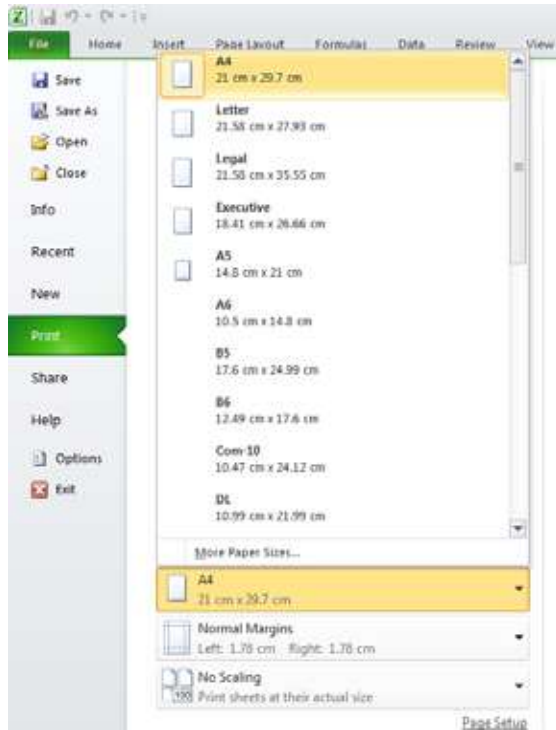 File Home Insert Page Layout Formulas Data Review View
Save
Save As
Open
Close
Info
Recent
New
Print
Share
Help
Options
Exit
A4
21 cm x 29.7 cm
Letter
21.58 cm x 27.93 cm
Legal
21.58 cm x 35.55 cm
Executive
18.41 cm x 26.66 cm
A5
14.8 cm x 21 cm
A6
10.5 cm x 14.8 cm
B5
17.6 cm x 24.99 cm
B6
12.49 cm x 17.6 cm
Com-10
10.47 cm x 24.12 cm
DL
10.99 cm x 21.99 cm
More Paper Sizes...
A4
21 cm x 29.7 cm
Normal Margins
Left: 1.78 cm Right: 1.78 cm
No Scaling
100
Print sheets at their actual size
Page Setup